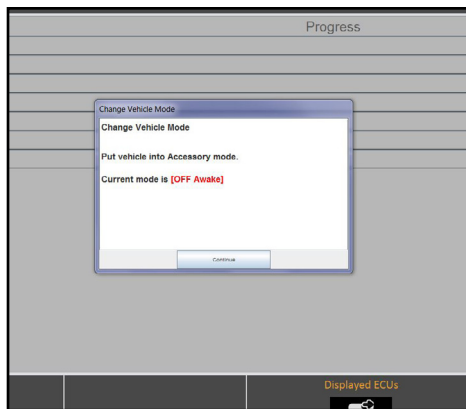 Progress
Change Vehicle Mode
Change Vehicle Mode
Put vehicle into Accessory mode.
Current mode is [OFF Awake]
Continue
Displayed ECUs